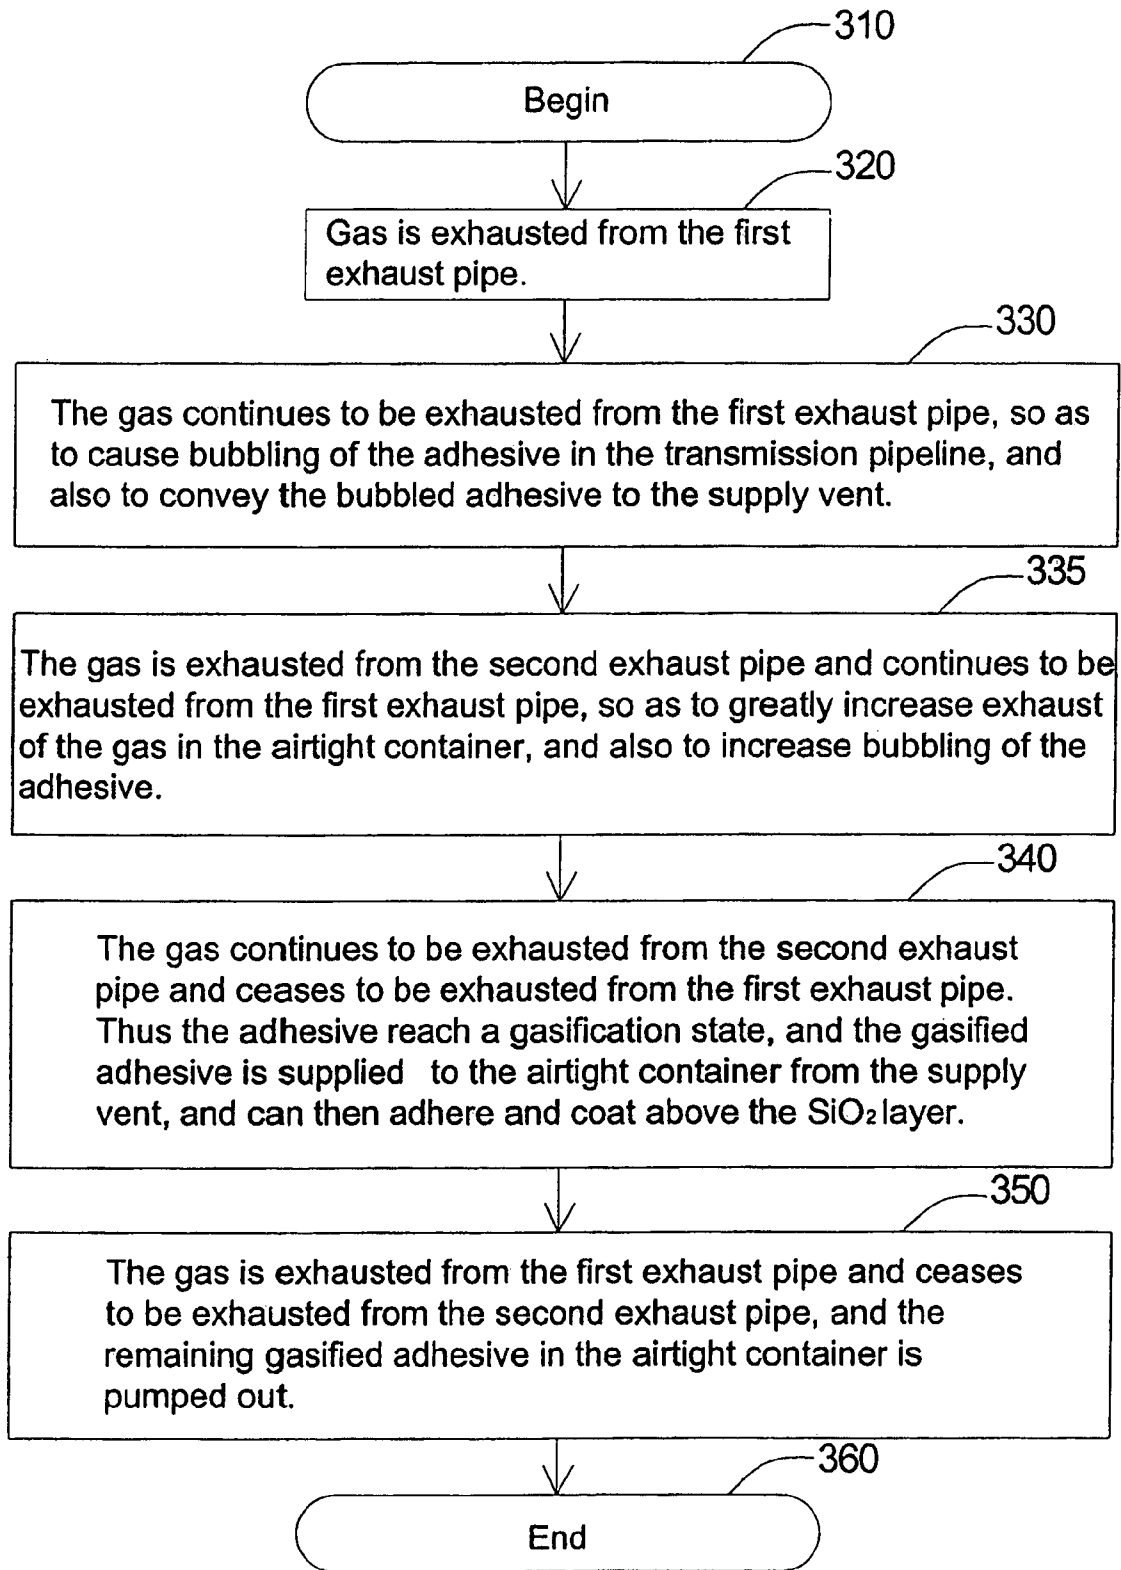 310
Begin
320
Gas is exhausted from the first
exhaust pipe.
330
The gas continues to be exhausted from the first exhaust pipe, so as
to cause bubbling of the adhesive in the transmission pipeline, and
also to convey the bubbled adhesive to the supply vent.
335
The gas is exhausted from the second exhaust pipe and continues to be
exhausted from the first exhaust pipe, so as to greatly increase exhaust
of the gas in the airtight container, and also to increase bubbling of the
adhesive.
340
The gas continues to be exhausted from the second exhaust
pipe and ceases to be exhausted from the first exhaust pipe.
Thus the adhesive reach a gasification state, and the gasified
adhesive is supplied to the airtight container from the supply
vent, and can then adhere and coat above the SiO₂ layer.
350
The gas is exhausted from the first exhaust pipe and ceases
to be exhausted from the second exhaust pipe, and the
remaining gasified adhesive in the airtight container is
pumped out.
360
End